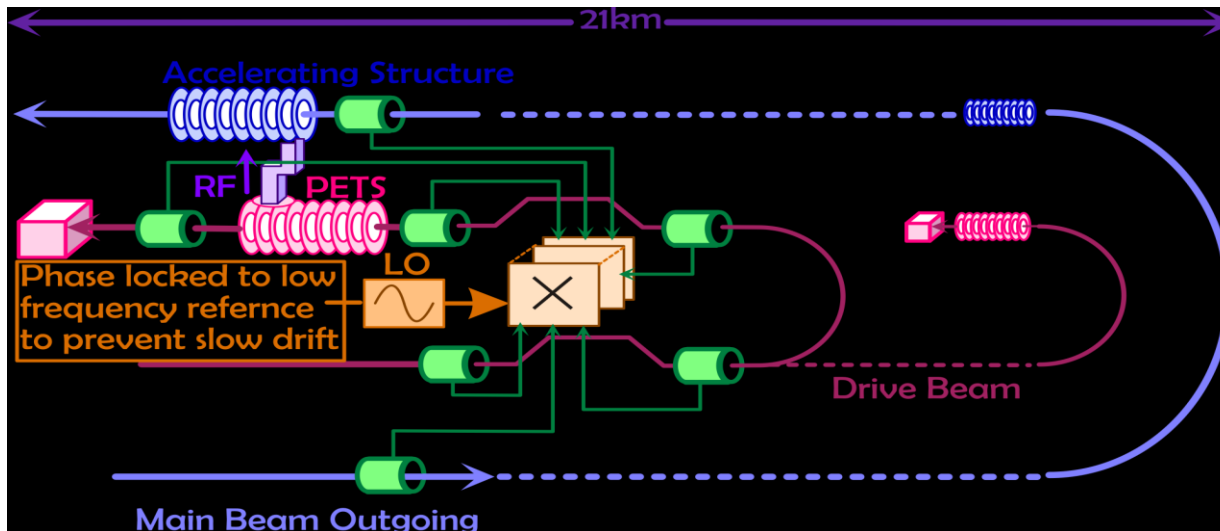 21km
Accelerating Structure
RF
PETS
LO
Phase locked to low
frequency refernce
to prevent slow drift
Drive Beam
Main Beam Outgoing